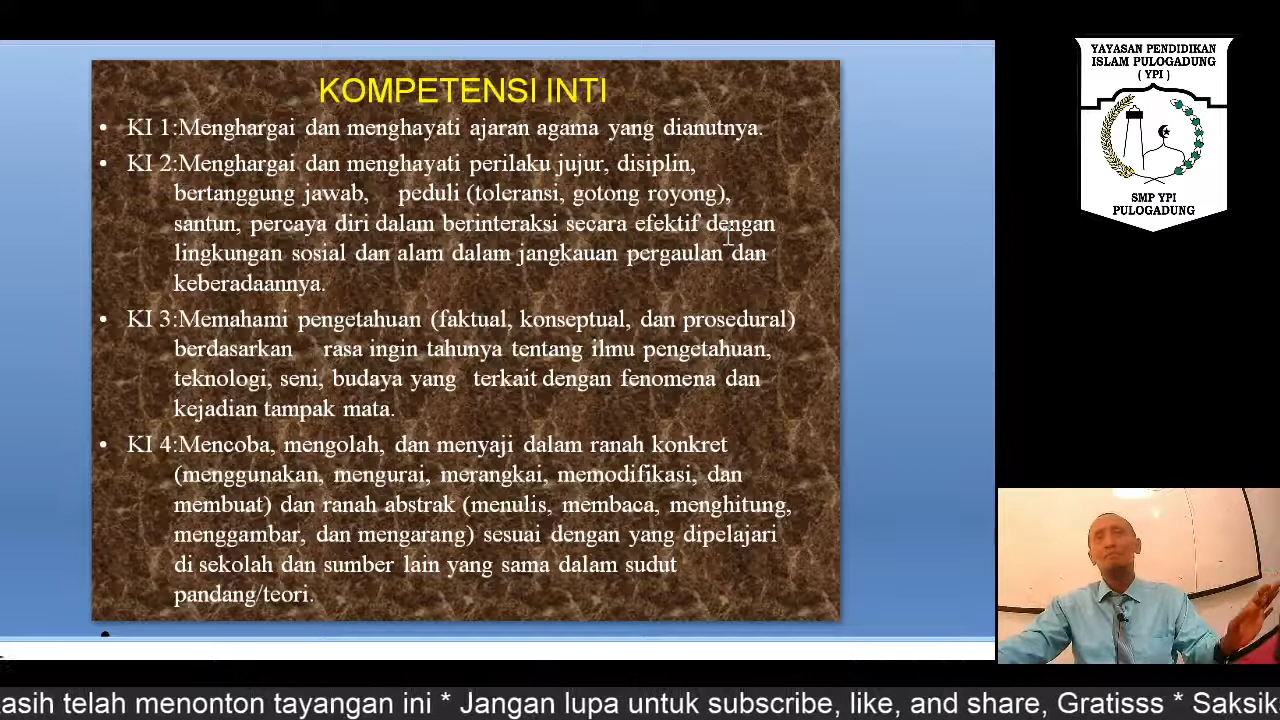 KOMPETENSI INTI
• KI 1:Menghargai dan menghayati ajaran agama yang dianutnya.
• KI 2:Menghargai dan menghayati perilaku jujur, disiplin,
bertanggung jawab, peduli (toleransi, gotong royong),
santun, percaya diri dalam berinteraksi secara efektif dengan
lingkungan sosial dan alam dalam jangkauan pergaulan dan
keberadaannya.
• KI 3:Memahami pengetahuan (faktual, konseptual, dan prosedural)
berdasarkan rasa ingin tahunya tentang ilmu pengetahuan,
teknologi, seni, budaya yang terkait dengan fenomena dan
kejadian tampak mata.
• KI 4:Mencoba, mengolah, dan menyaji dalam ranah konkret
(menggunakan, mengurai, merangkai, memodifikasi, dan
membuat) dan ranah abstrak (menulis, membaca, menghitung,
menggambar, dan mengarang) sesuai dengan yang dipelajari
di sekolah dan sumber lain yang sama dalam sudut
pandang/teori.
YAYASAN PENDIDIKAN
ISLAM PULOGADUNG
( YPI )
SMP YPI
PULOGADUNG
asih telah menonton tayangan ini * Jangan lupa untuk subscribe, like, and share, Gratisss * Saksik